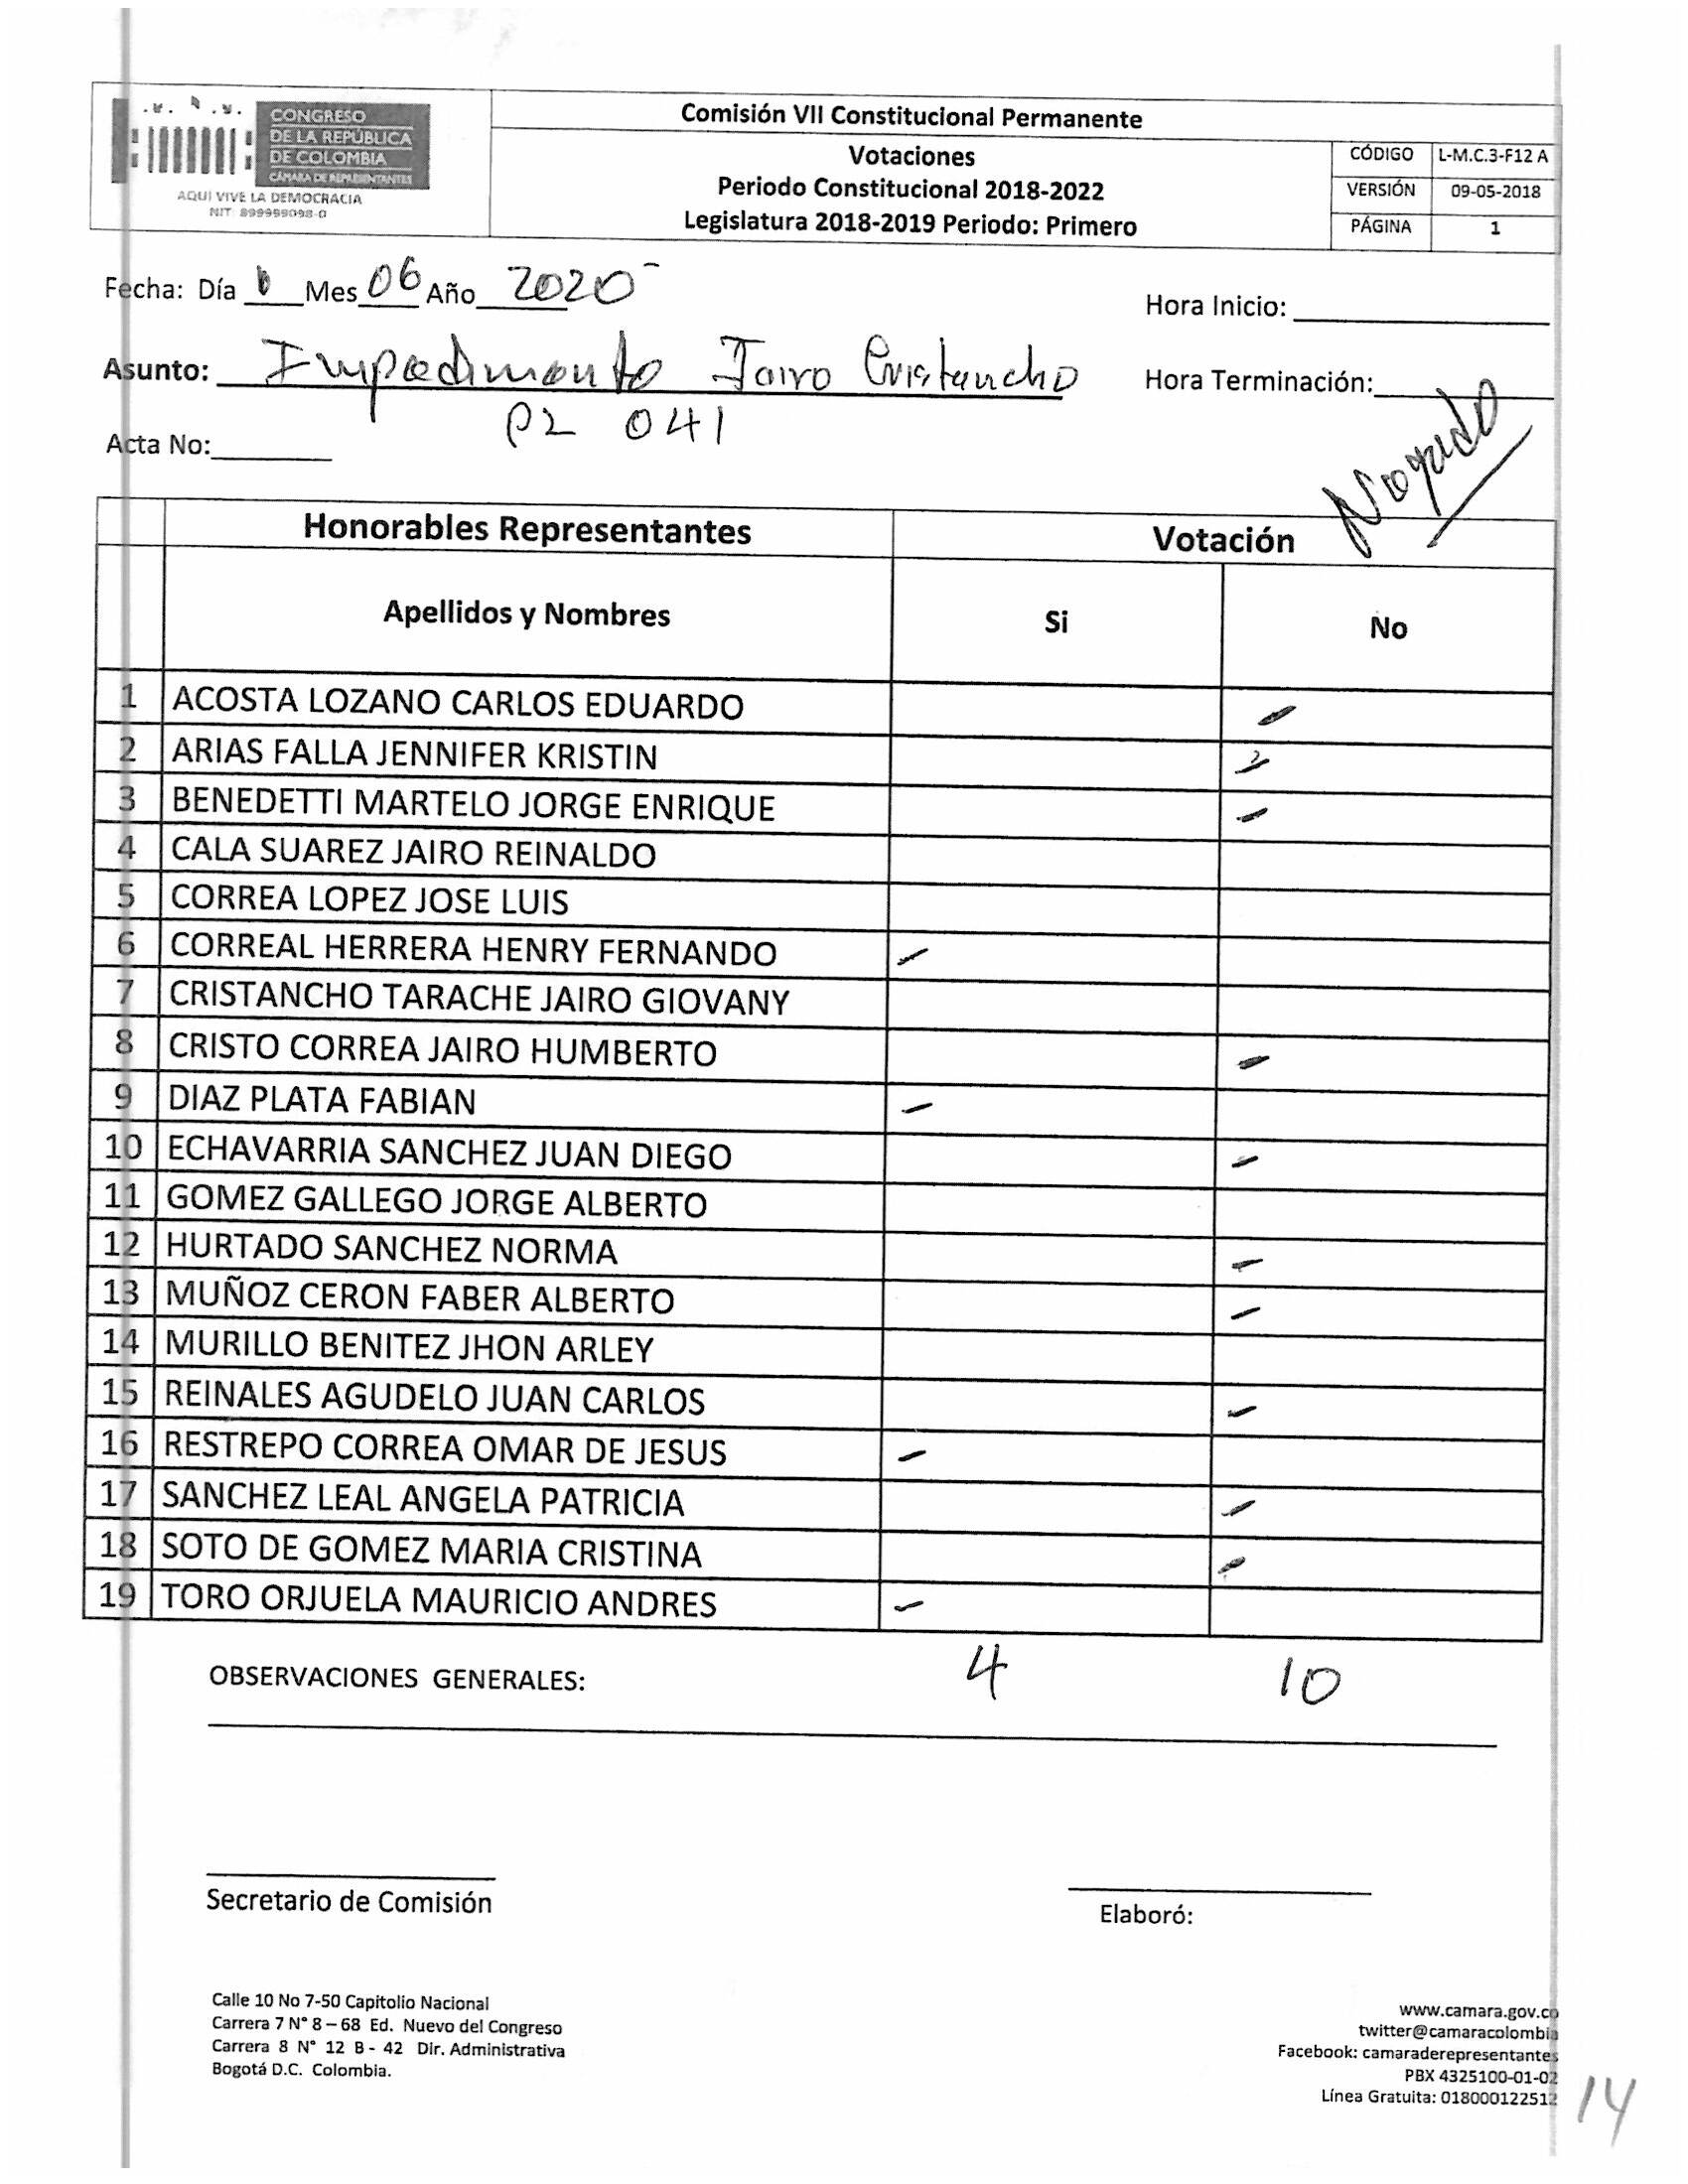 CONGRESO
DE LA REPÚBLICA
DE COLOMBIA
CÁMARA DE REPRESENTANTES
AQUÍ VIVE LA DEMOCRACIA
NIT: 899999098-0
Comisión VII Constitucional Permanente
Votaciones
Periodo Constitucional 2018-2022
Legislatura 2018-2019 Periodo: Primero
CÓDIGO L-M.C.3-F12 A
VERSIÓN 09-05-2018
PÁGINA 1
Fecha: Día Mes 06 Año 2020
Hora Inicio:
Asunto: Impedimento Jairo Cristancho
Hora Terminación:
PL 041
Acta No:
Negado
Honorables Representantes Votación
Apellidos y Nombres Si No
1 ACOSTA LOZANO CARLOS EDUARDO
2 ARIAS FALLA JENNIFER KRISTIN
3 BENEDETTI MARTELO JORGE ENRIQUE
4 CALA SUAREZ JAIRO REINALDO
5 CORREA LOPEZ JOSE LUIS
6 CORREAL HERRERA HENRY FERNANDO
7 CRISTANCHO TARACHE JAIRO GIOVANY
8 CRISTO CORREA JAIRO HUMBERTO
9 DIAZ PLATA FABIAN
10 ECHAVARRIA SANCHEZ JUAN DIEGO
11 GOMEZ GALLEGO JORGE ALBERTO
12 HURTADO SANCHEZ NORMA
13 MUÑOZ CERON FABER ALBERTO
14 MURILLO BENITEZ JHON ARLEY
15 REINALES AGUDELO JUAN CARLOS
16 RESTREPO CORREA OMAR DE JESUS
17 SANCHEZ LEAL ANGELA PATRICIA
18 SOTO DE GOMEZ MARIA CRISTINA
19 TORO ORJUELA MAURICIO ANDRES
4 10
OBSERVACIONES GENERALES:
Secretario de Comisión
Elaboró:
Calle 10 No 7-50 Capitolio Nacional
Carrera 7 N° 8 – 68 Ed. Nuevo del Congreso
Carrera 8 N° 12 B - 42 Dir. Administrativa
Bogotá D.C. Colombia.
www.camara.gov.co
twitter@camaracolombia
Facebook: camaraderepresentantes
PBX 4325100-01-02
Línea Gratuita: 018000122512
14